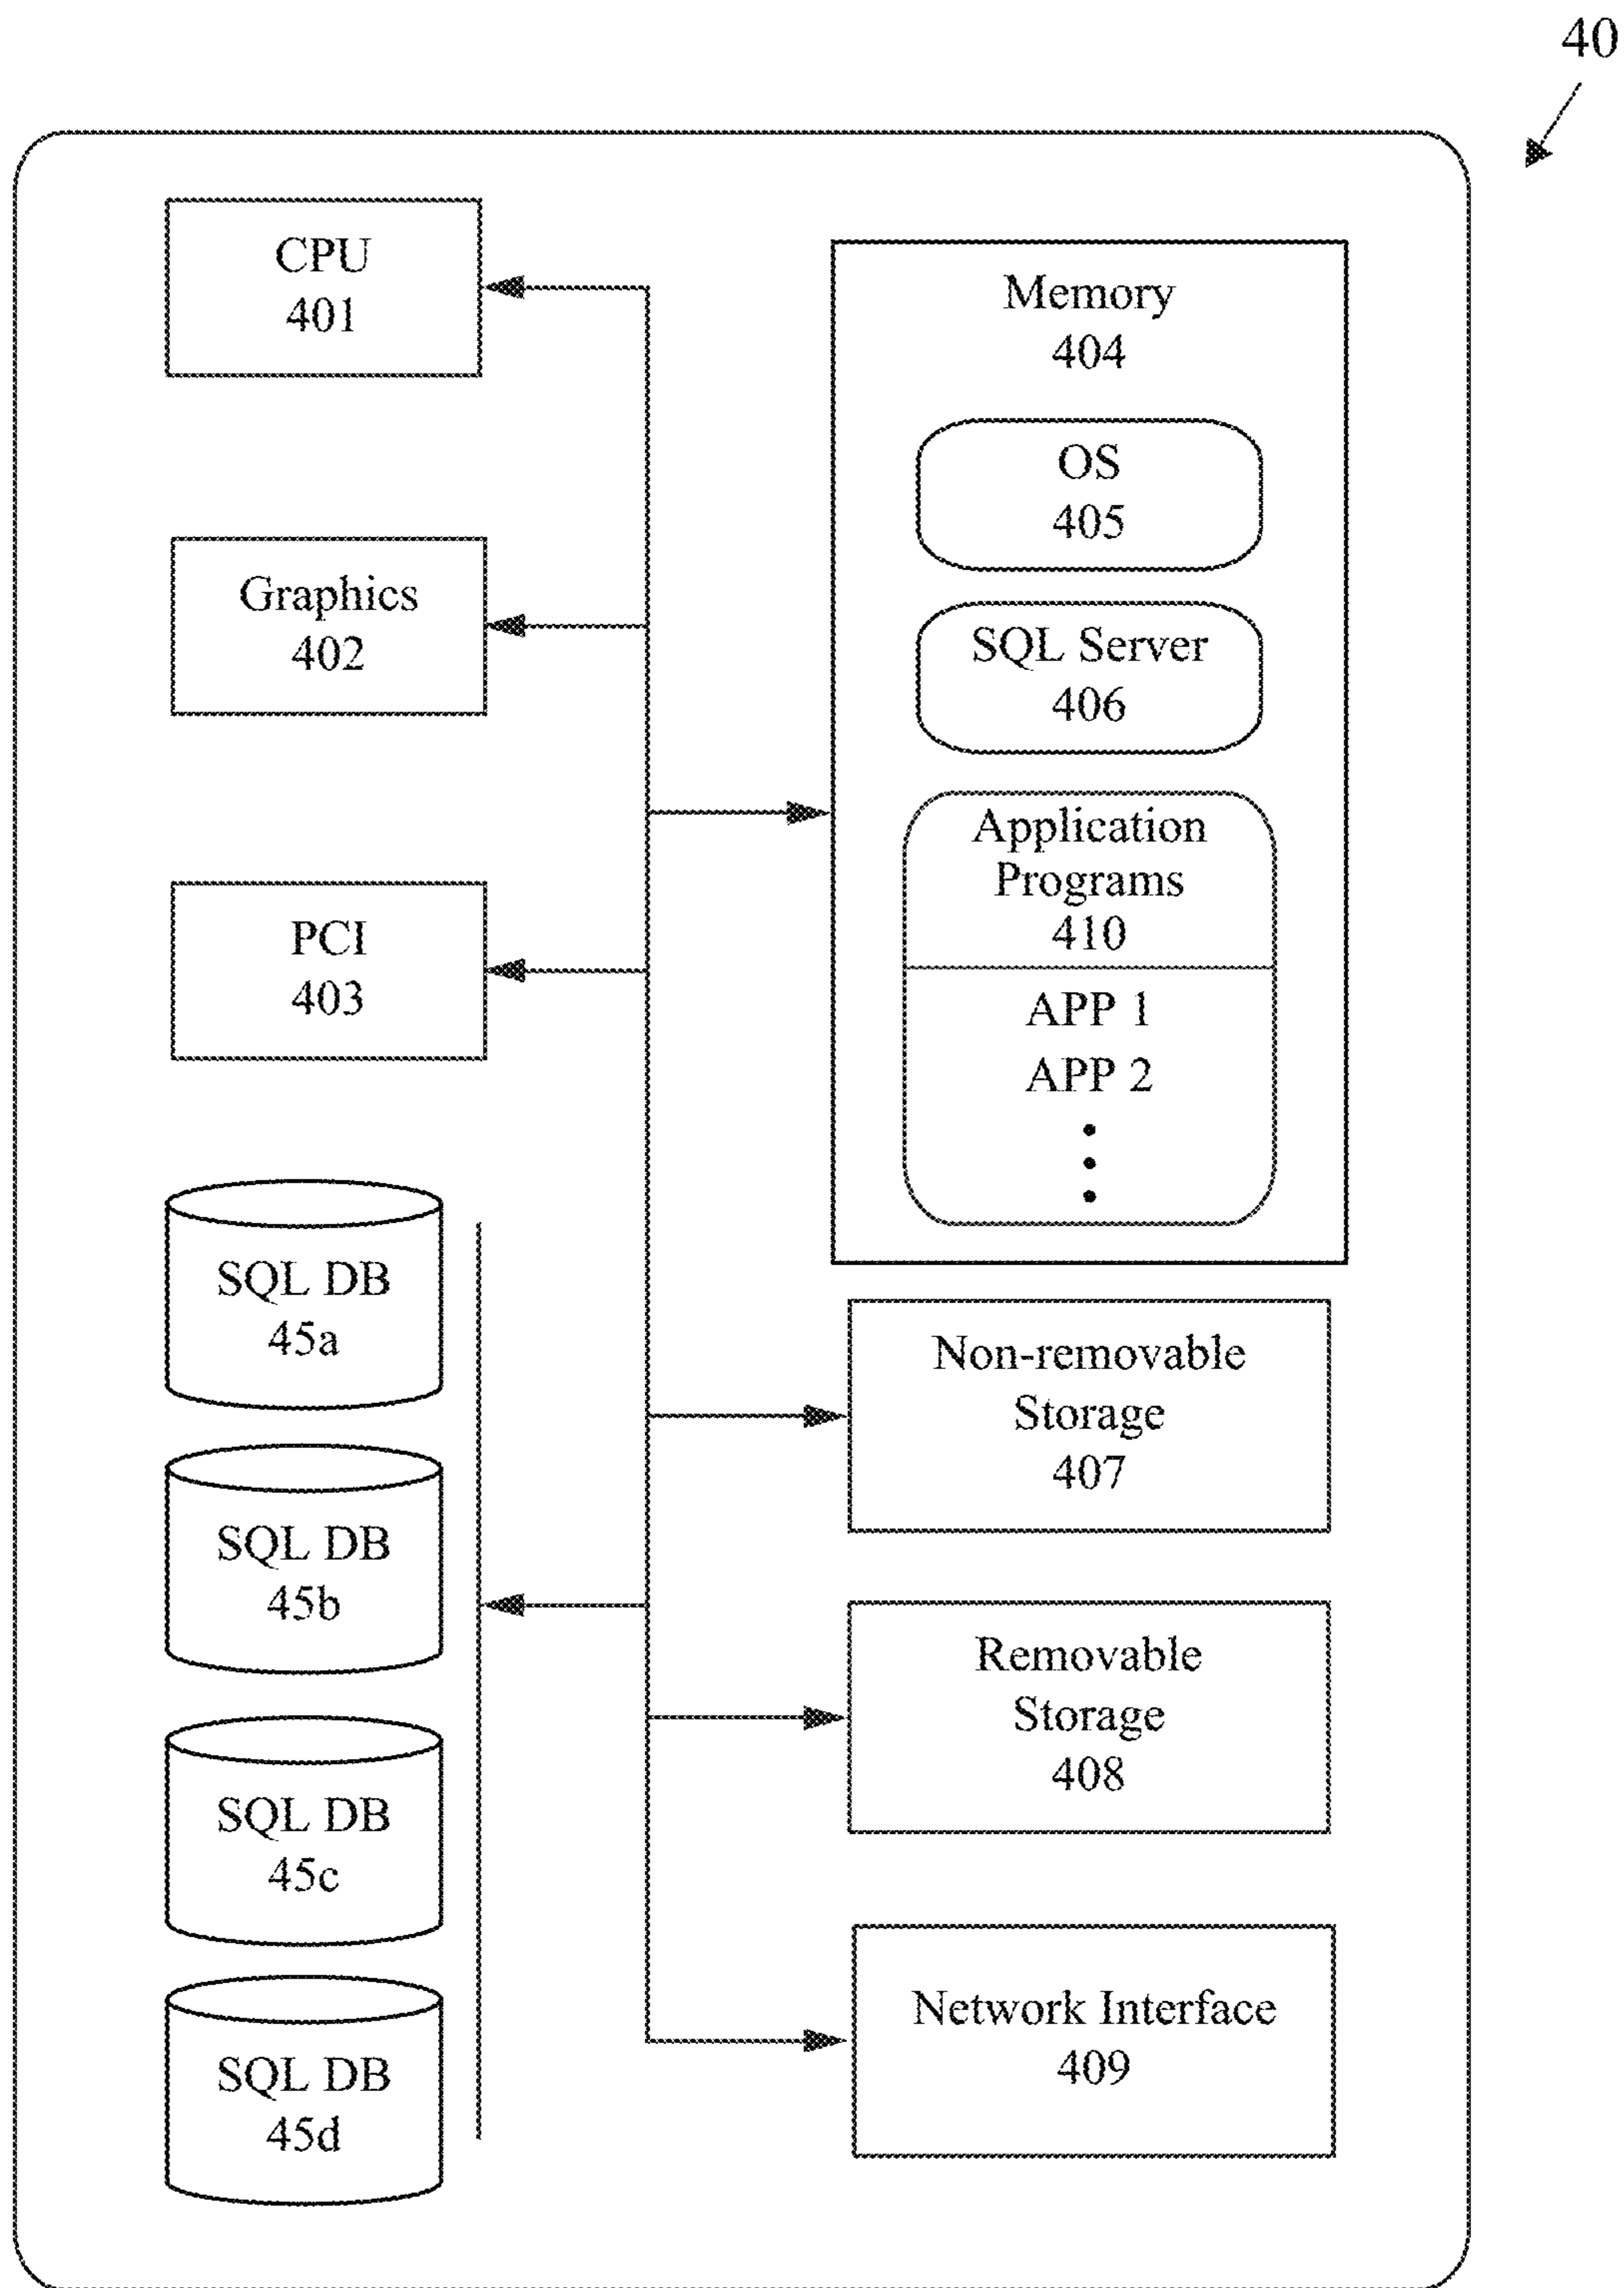 40
CPU
401
Graphics
402
PCI
403
SQL DB
45a
SQL DB
45b
SQL DB
45c
SQL DB
45d
Memory
404
OS
405
SQL Server
406
Application
Programs
410
APP 1
APP 2
Non-removable
Storage
407
Removable
Storage
408
Network Interface
409